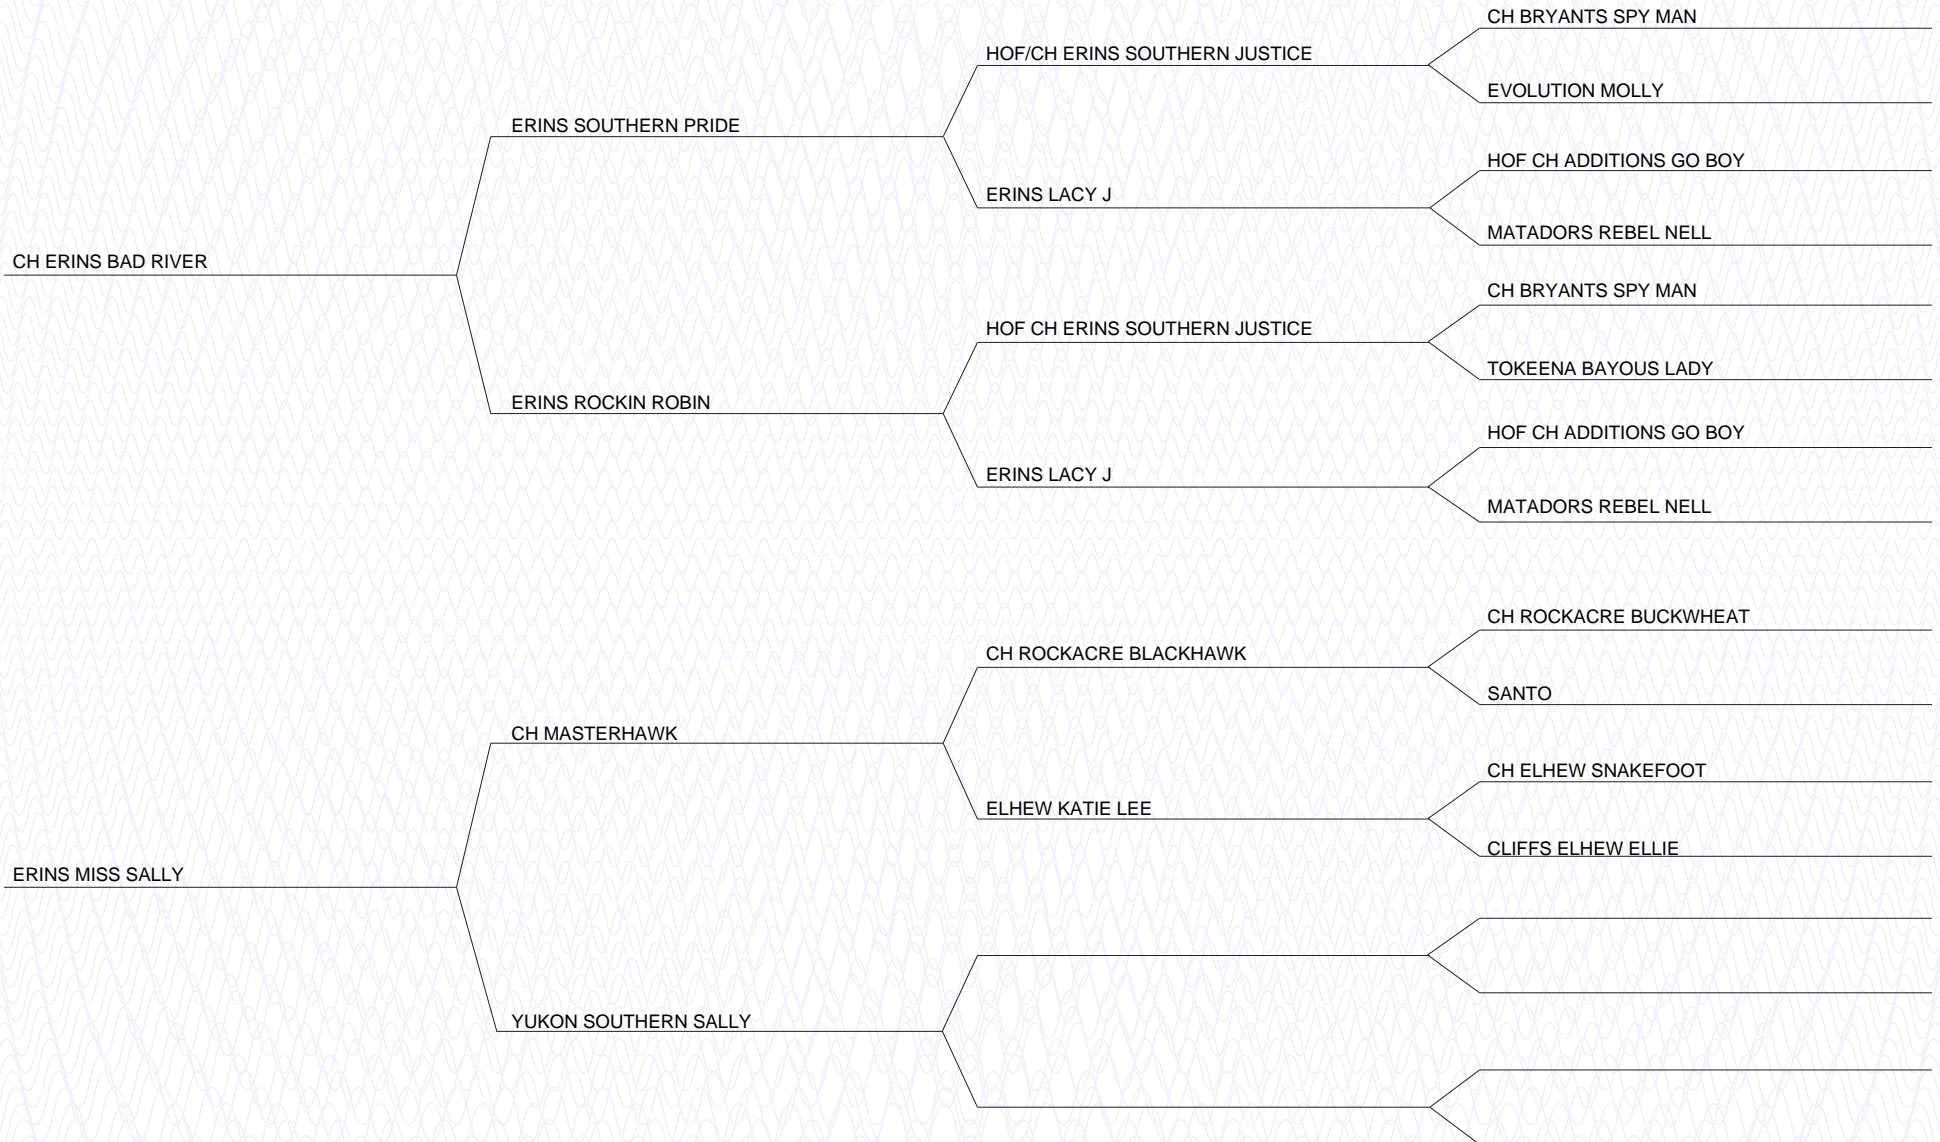 CH BRYANTS SPY MAN
HOF/CH ERINS SOUTHERN JUSTICE
EVOLUTION MOLLY
ERINS SOUTHERN PRIDE
HOF CH ADDITIONS GO BOY
ERINS LACY J
MATADORS REBEL NELL
CH ERINS BAD RIVER
CH BRYANTS SPY MAN
HOF CH ERINS SOUTHERN JUSTICE
TOKEENA BAYOUS LADY
ERINS ROCKIN ROBIN
HOF CH ADDITIONS GO BOY
ERINS LACY J
MATADORS REBEL NELL
CH ROCKACRE BUCKWHEAT
CH ROCKACRE BLACKHAWK
SANTO
CH MASTERHAWK
CH ELHEW SNAKEFOOT
ELHEW KATIE LEE
CLIFFS ELHEW ELLIE
ERINS MISS SALLY
YUKON SOUTHERN SALLY